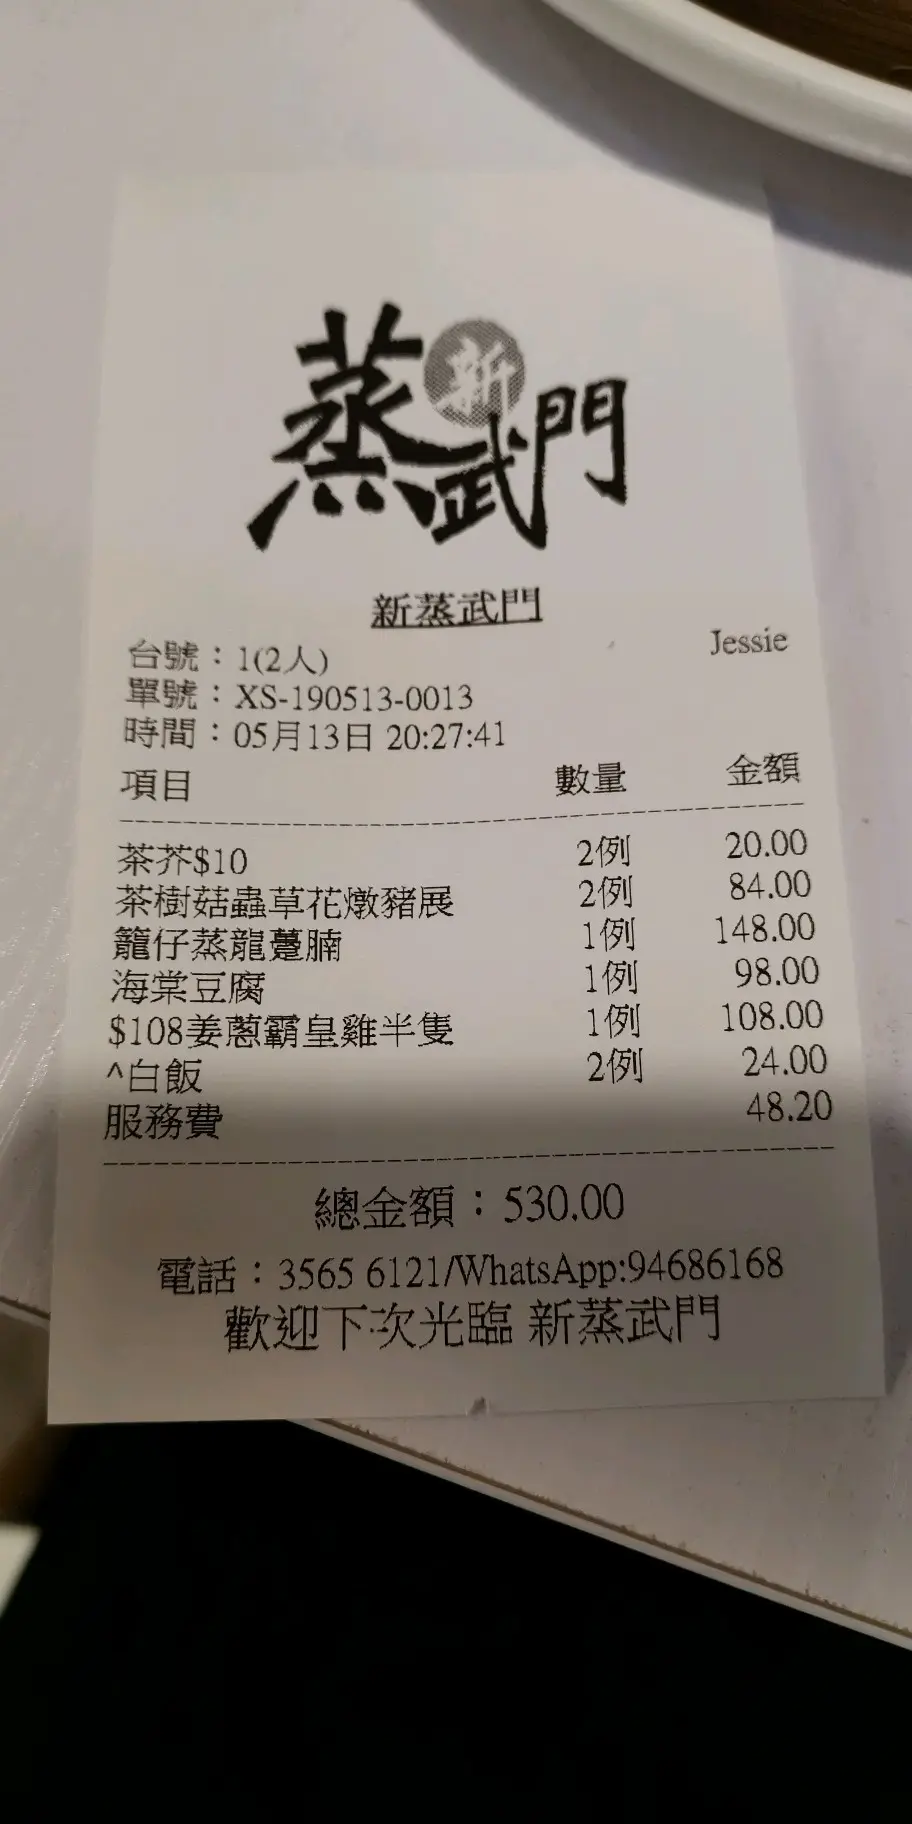 蒸新武門
新蒸武門
台號：1(2人) Jessie
單號：XS-190513-0013
時間：05月13日 20:27:41
項目 數量 金額
茶芥$10 2例 20.00
茶樹菇蟲草花燉豬展 2例 84.00
籠仔蒸龍躉腩 1例 148.00
海棠豆腐 1例 98.00
$108姜蔥霸皇雞半隻 1例 108.00
^白飯 2例 24.00
服務費 48.20
總金額：530.00
電話：3565 6121/WhatsApp:94686168
歡迎下次光臨 新蒸武門